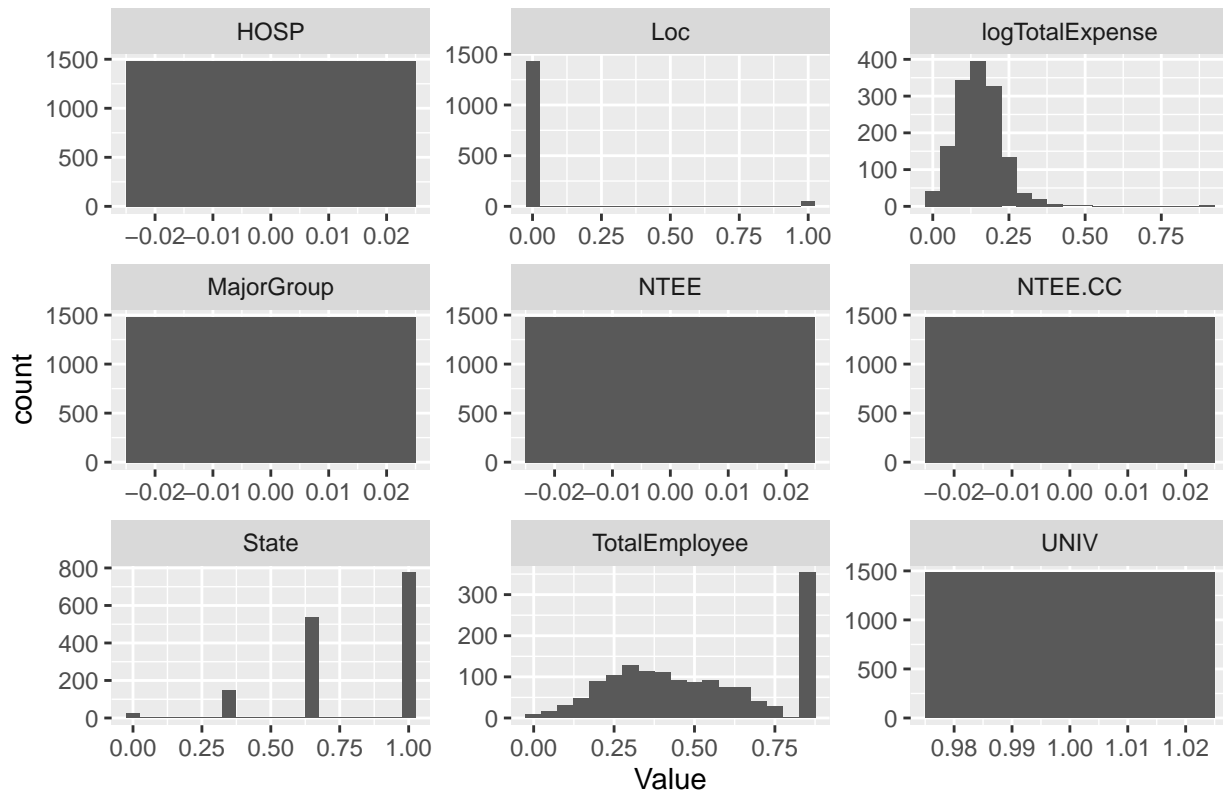 HOSP Loc logTotalExpense
1500 1500 400
1000 1000 300
500 500 200
0 0 100
0
−0.02 −0.01 0.00 0.01 0.02 0.00 0.25 0.50 0.75 1.00 0.00 0.25 0.50 0.75
MajorGroup NTEE NTEE.CC
1500 1500 1500
1000 1000 1000
500 500 500
0 0 0
−0.02 −0.01 0.00 0.01 0.02 −0.02 −0.01 0.00 0.01 0.02 −0.02 −0.01 0.00 0.01 0.02
count
State TotalEmployee UNIV
800 300 1500
600 200 1000
400 100 500
200 0 0
0
0.00 0.25 0.50 0.75 1.00 0.00 0.25 0.50 0.75 0.98 0.99 1.00 1.01 1.02
Value